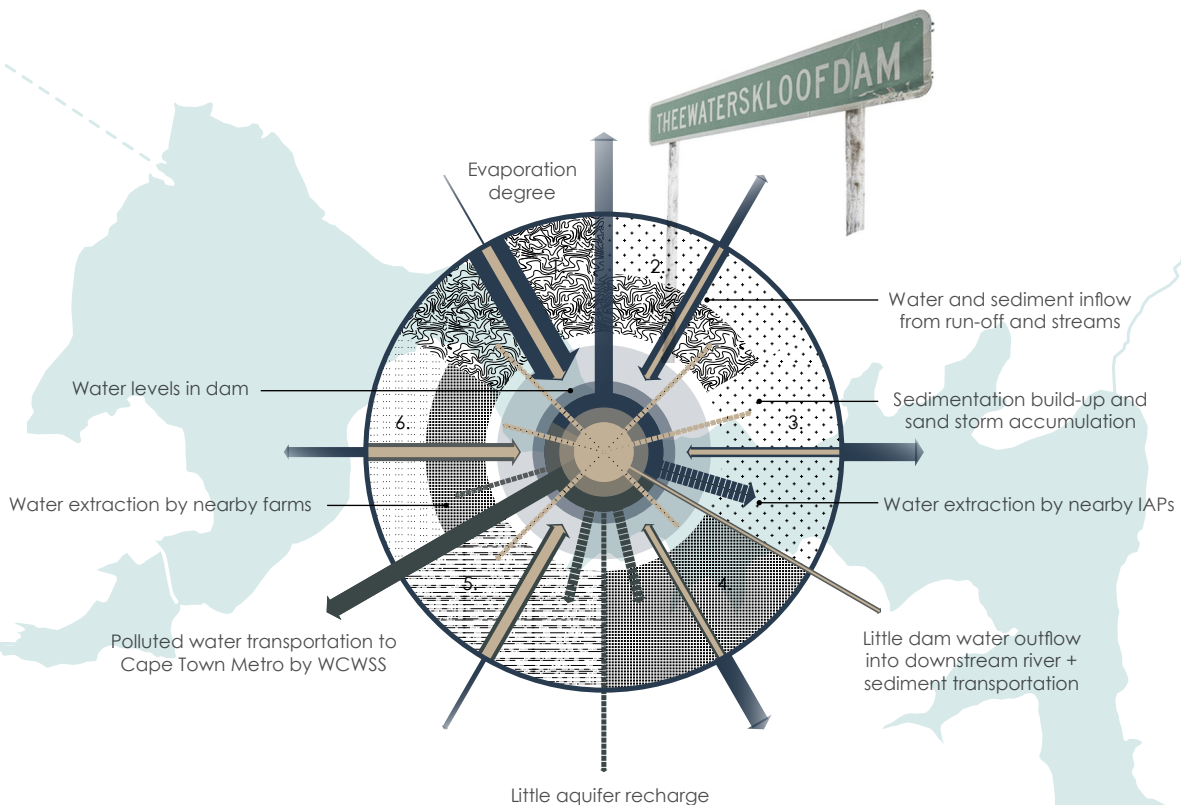 THEEWATERSKLOOFDAM
Evaporation
degree
2.
Water and sediment inflow
from run-off and streams
Water levels in dam
Sedimentation build-up and
sand storm accumulation
6.
3.
Water extraction by nearby farms
Water extraction by nearby IAPs
5.
4.
Polluted water transportation to
Cape Town Metro by WCWSS
Little dam water outflow
into downstream river +
sediment transportation
Little aquifer recharge